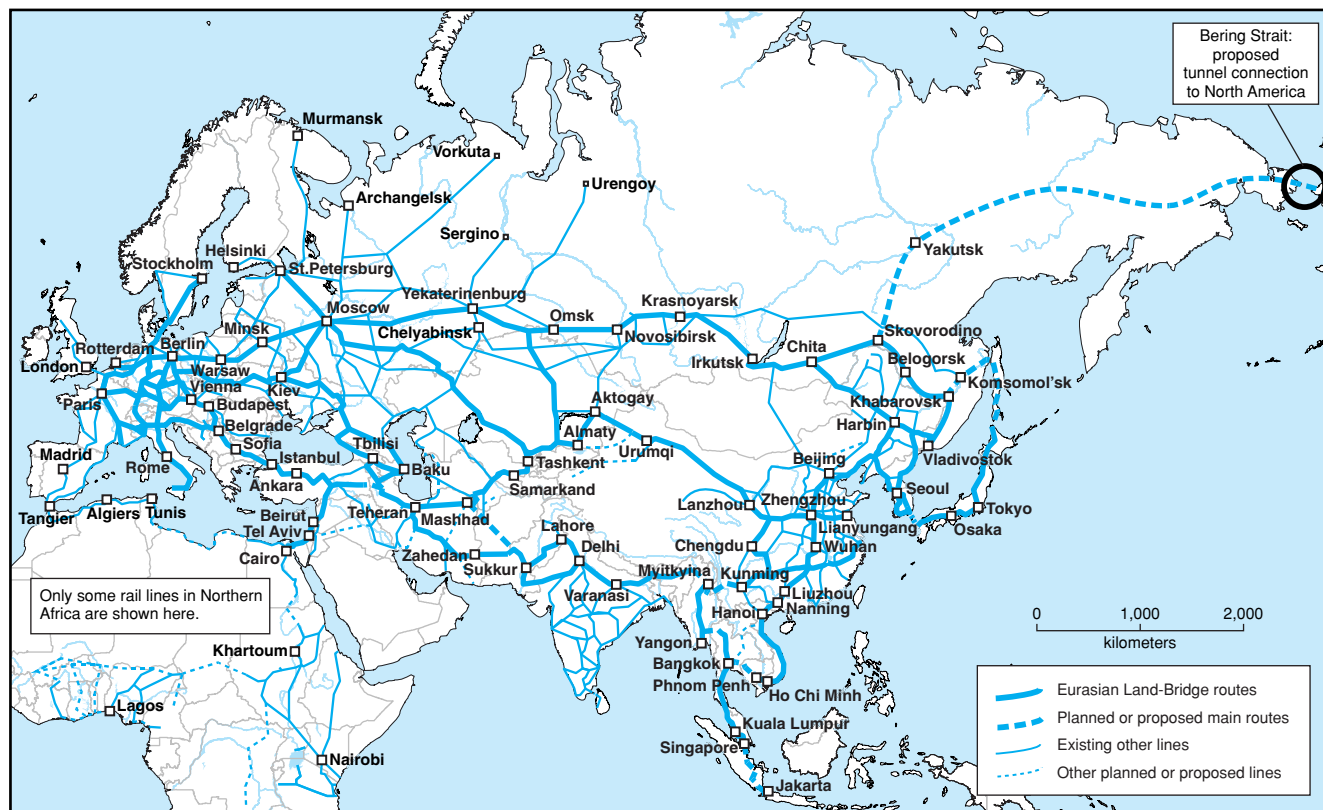 Bering Strait:
proposed
tunnel connection
to North America
Murmansk
Vorkuta
Urengoy
Archangelsk
Sergino
Yakutsk
Helsinki
Stockholm
St.Petersburg
Yekaterinenburg
Krasnoyarsk
Moscow
Omsk
Skovorodino
Minsk
Chelyabinsk
Novosibirsk
Chita
Berlin
Rotterdam
Irkutsk
Belogorsk
London
Warsaw
Komsomol'sk
Vienna
Kiev
Paris
Budapest
Aktogay
Khabarovsk
Belgrade
Harbin
Sofia
Tbilisi
Almaty
Madrid
Istanbul
Urumqi
Beijing
Vladivostok
Rome
Baku
Tashkent
Ankara
Samarkand
Seoul
Tangier
Algiers
Tunis
Beirut
Teheran
Mashhad
Lanzhou
Zhengzhou
Tokyo
Tel Aviv
Lahore
Lianyungang
Osaka
Cairo
Zahedan
Delhi
Chengdu
Wuhan
Sukkur
Myitkyina
Kunming
Varanasi
Liuzhou
Nanning
Hanoi
Only some rail lines in Northern
Africa are shown here.
0
1,000
2,000
kilometers
Yangon
Khartoum
Bangkok
Phnom Penh
Ho Chi Minh
Lagos
Kuala Lumpur
Singapore
Nairobi
Jakarta
Eurasian Land-Bridge routes
Planned or proposed main routes
Existing other lines
Other planned or proposed lines